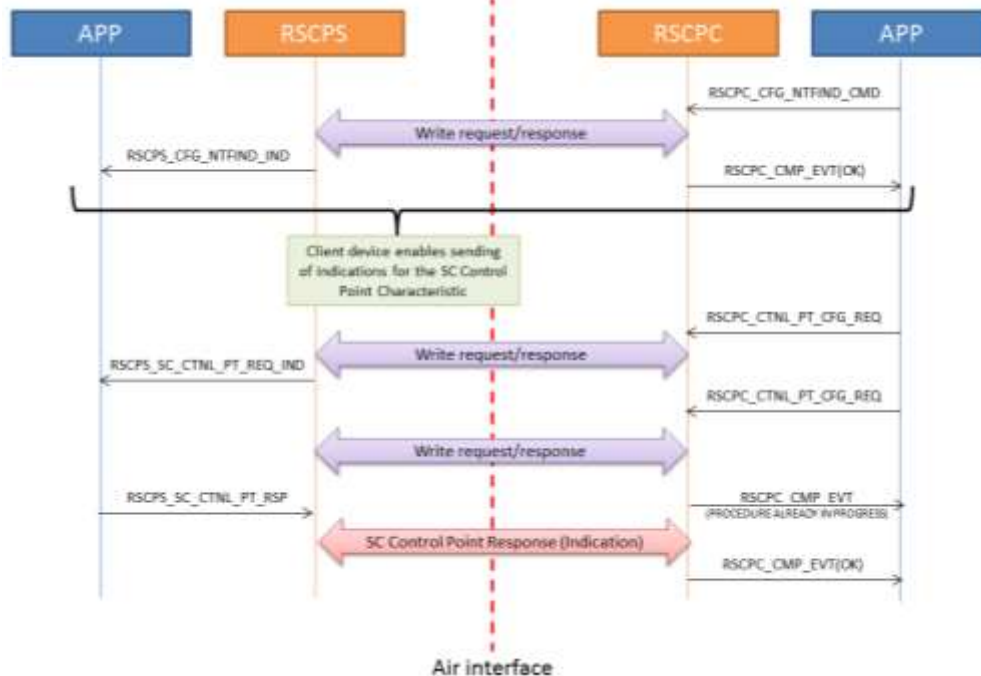 APP
RSCPS
RSCPC
APP
RSCPC_CFG_NTFIND_CMD
Write request/response
RSCPS_CFG_NTFIND_IND
RSCPC_CMP_EVT(OK)
Client device enables sending
of indications for the SC Control
Point Characteristic
RSCPC_CTNL_PT_CFG_REQ
Write request/response
RSCPS_SC_CTNL_PT_REQ_IND
RSCPC_CTNL_PT_CFG_REQ
Write request/response
RSCPS_SC_CTNL_PT_RSP
RSCPC_CMP_EVT
(PROCEDURE ALREADY IN PROGRESS)
SC Control Point Response (Indication)
RSCPC_CMP_EVT(OK)
Air interface